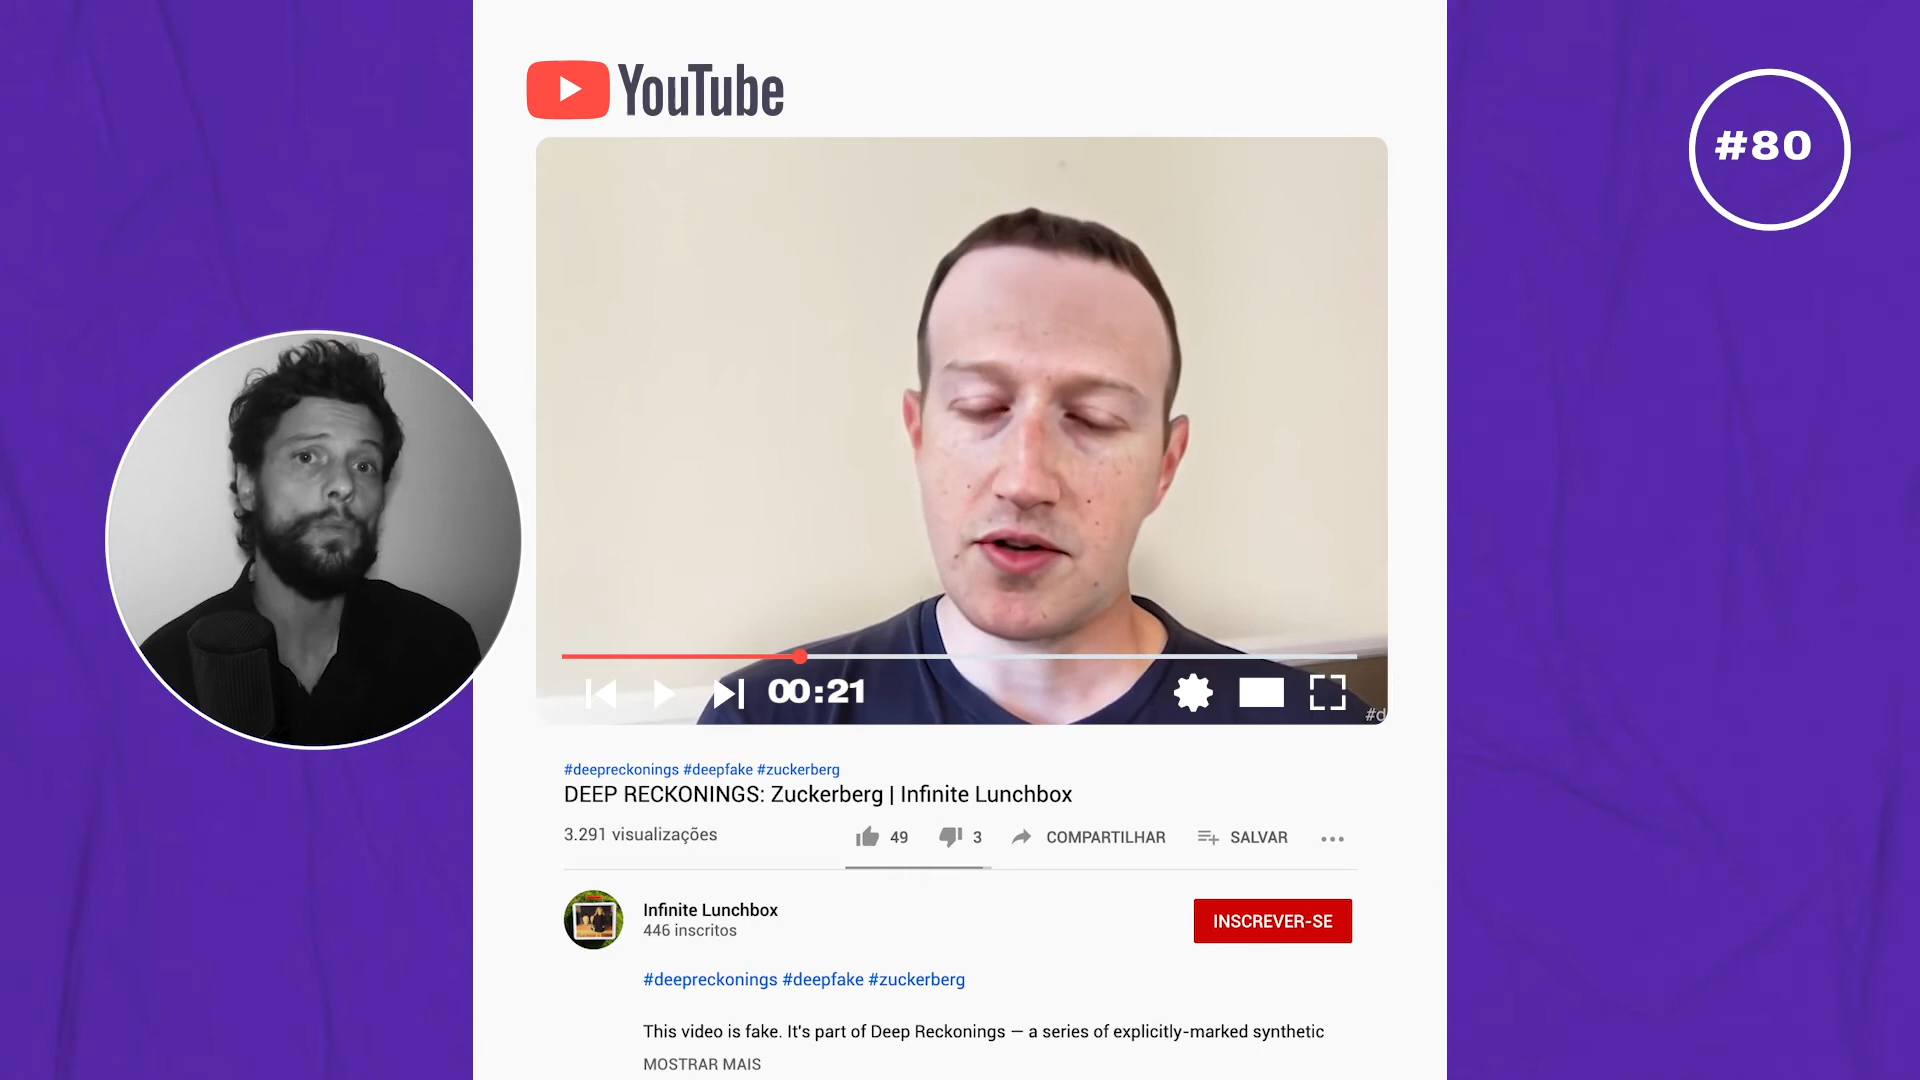 YouTube
#80
00:21
#d
#deepreckonings #deepfake #zuckerberg
DEEP RECKONINGS: Zuckerberg | Infinite Lunchbox
3.291 visualizações
49
3
COMPARTILHAR
SALVAR
Infinite Lunchbox
446 inscritos
INSCREVER-SE
#deepreckonings #deepfake #zuckerberg
This video is fake. It's part of Deep Reckonings — a series of explicitly-marked synthetic
MOSTRAR MAIS